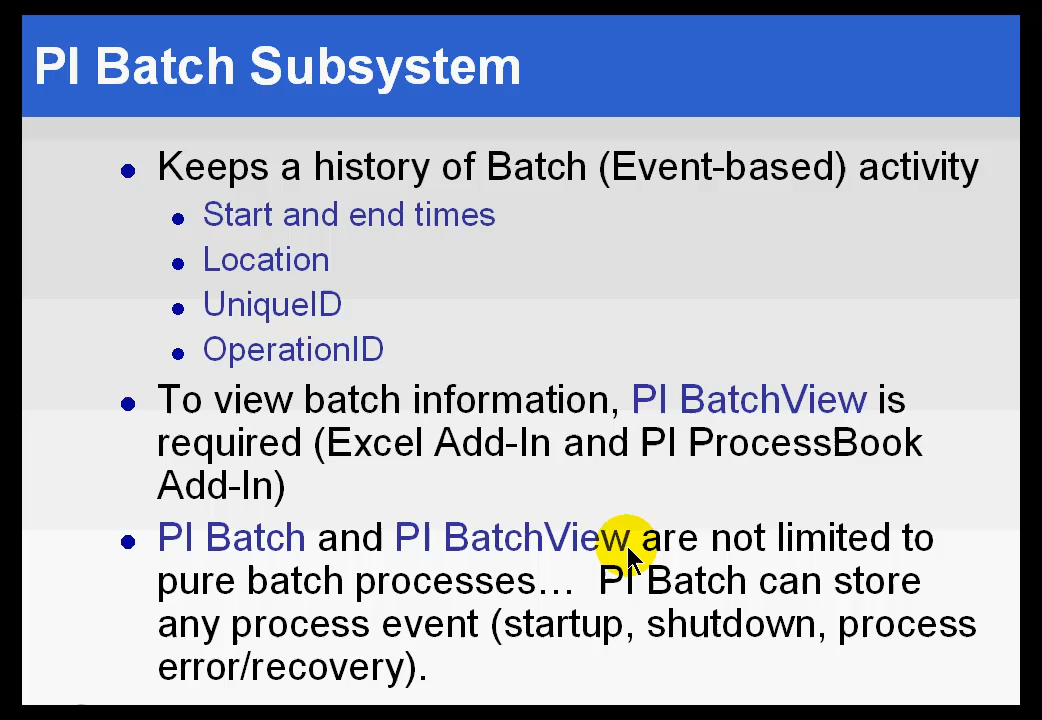 PI Batch Subsystem
Keeps a history of Batch (Event-based) activity
Start and end times
Location
UniqueID
OperationID
To view batch information, PI BatchView is
required (Excel Add-In and PI ProcessBook
Add-In)
PI Batch and PI BatchView are not limited to
pure batch processes… PI Batch can store
any process event (startup, shutdown, process
error/recovery).